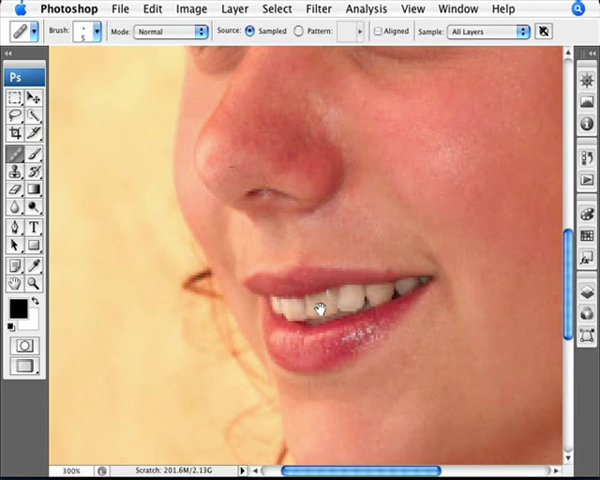 Photoshop File Edit Image Layer Select Filter Analysis View Window Help
Brush: 5 Mode: Normal Source: Sampled Pattern: Aligned Sample: All Layers
Ps
T
300% Scratch: 201.6M/2.13G